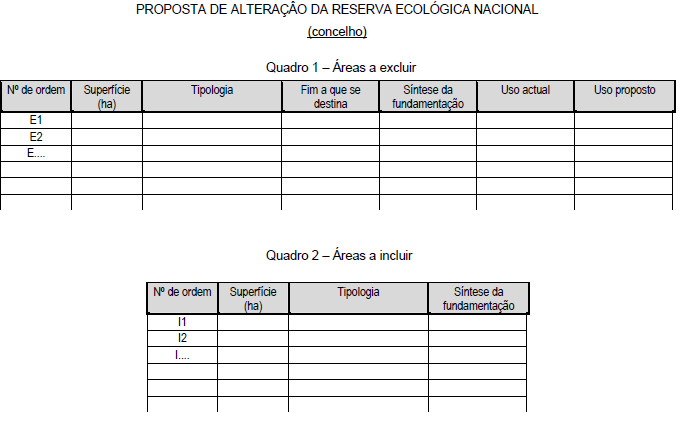 PROPOSTA DE ALTERAÇÂO DA RESERVA ECOLÓGICA NACIONAL
(concelho)
Quadro 1 – Áreas a excluir
Nº de ordem Superfície (ha) Tipologia Fim a que se destina Síntese da fundamentação Uso actual Uso proposto
E1
E2
E....
Quadro 2 – Áreas a incluir
Nº de ordem Superfície (ha) Tipologia Síntese da fundamentação
I1
I2
I....